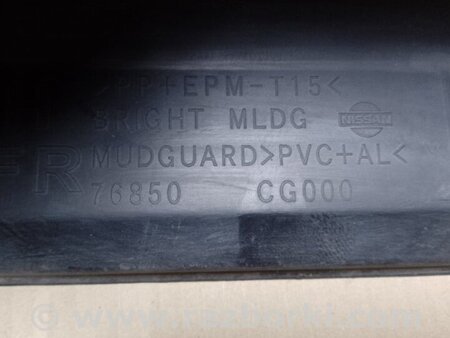 >PP+EPM-T15<
BRIGHT MLDG
NISSAN
FR
MUDGUARD>PVC+AL<
76850 CG000
© www.razborki.com